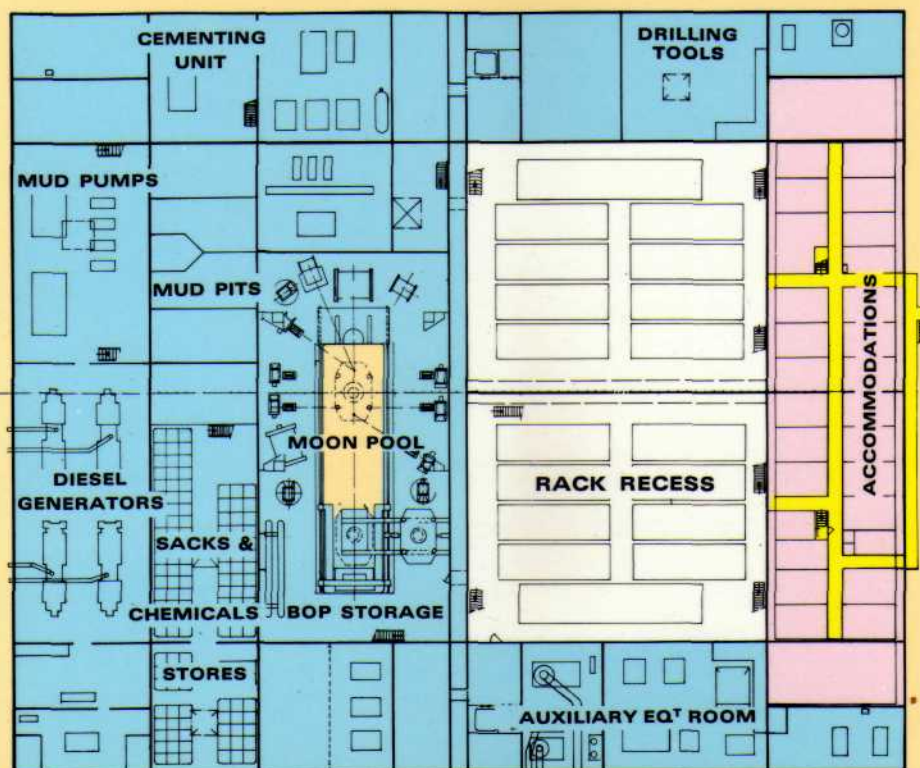 CEMENTING
UNIT
DRILLING
TOOLS
MUD PUMPS
MUD PITS
ACCOMMODATIONS
MOON POOL
DIESEL
GENERATORS
RACK RECESS
SACKS &
CHEMICALS
BOP STORAGE
STORES
AUXILIARY EQT ROOM